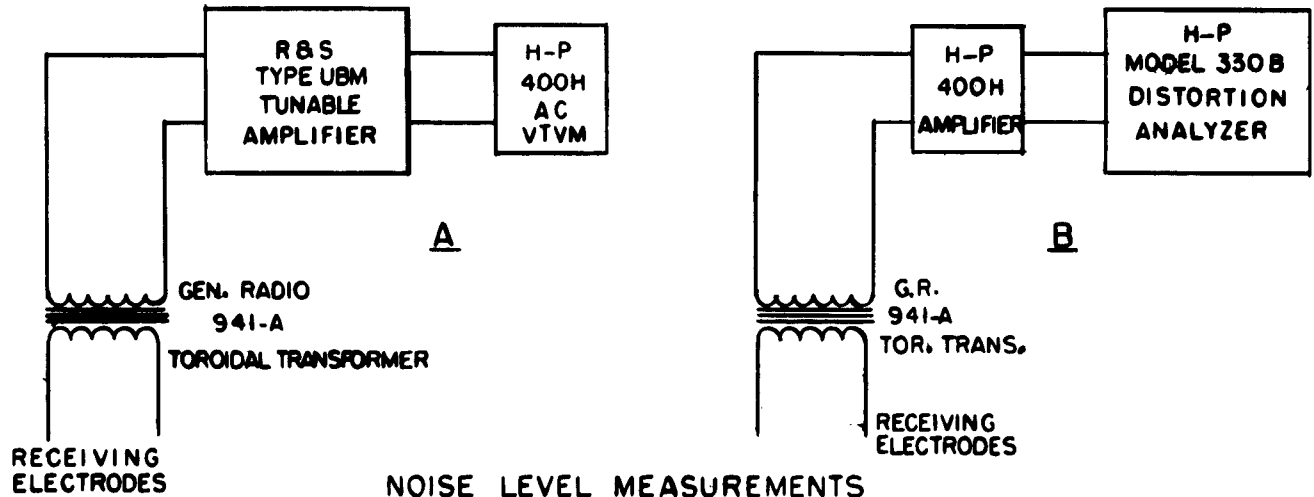 R & S
TYPE UBM
TUNABLE
AMPLIFIER
H-P
400H
AC
VTVM
A
GEN. RADIO
941-A
TOROIDAL TRANSFORMER
RECEIVING
ELECTRODES
H-P
400H
AMPLIFIER
H-P
MODEL 330B
DISTORTION
ANALYZER
B
G.R.
941-A
TOR. TRANS.
RECEIVING
ELECTRODES
NOISE LEVEL MEASUREMENTS